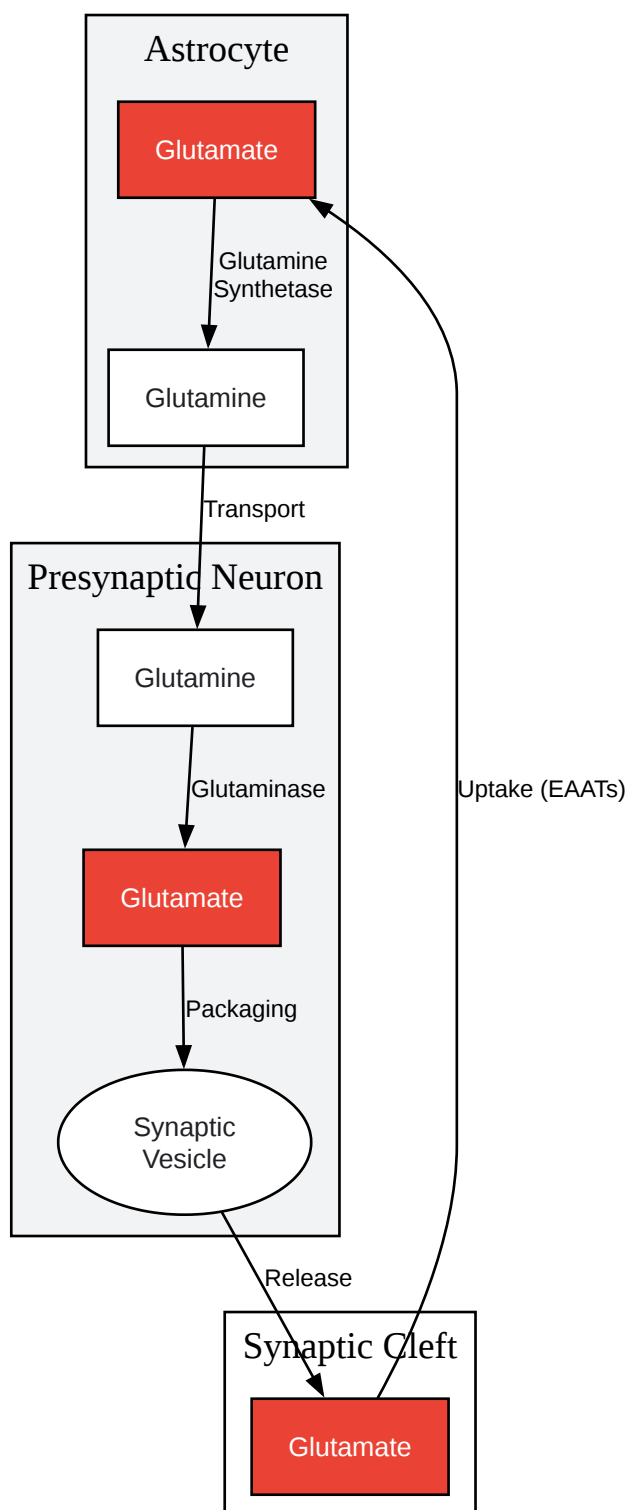 Astrocyte
Glutamate
Glutamine
Synthetase
Glutamine
Transport
Presynaptic Neuron
Glutamine
Glutaminase
Uptake (EAATs)
Glutamate
Packaging
Synaptic
Vesicle
Release
Synaptic Cleft
Glutamate